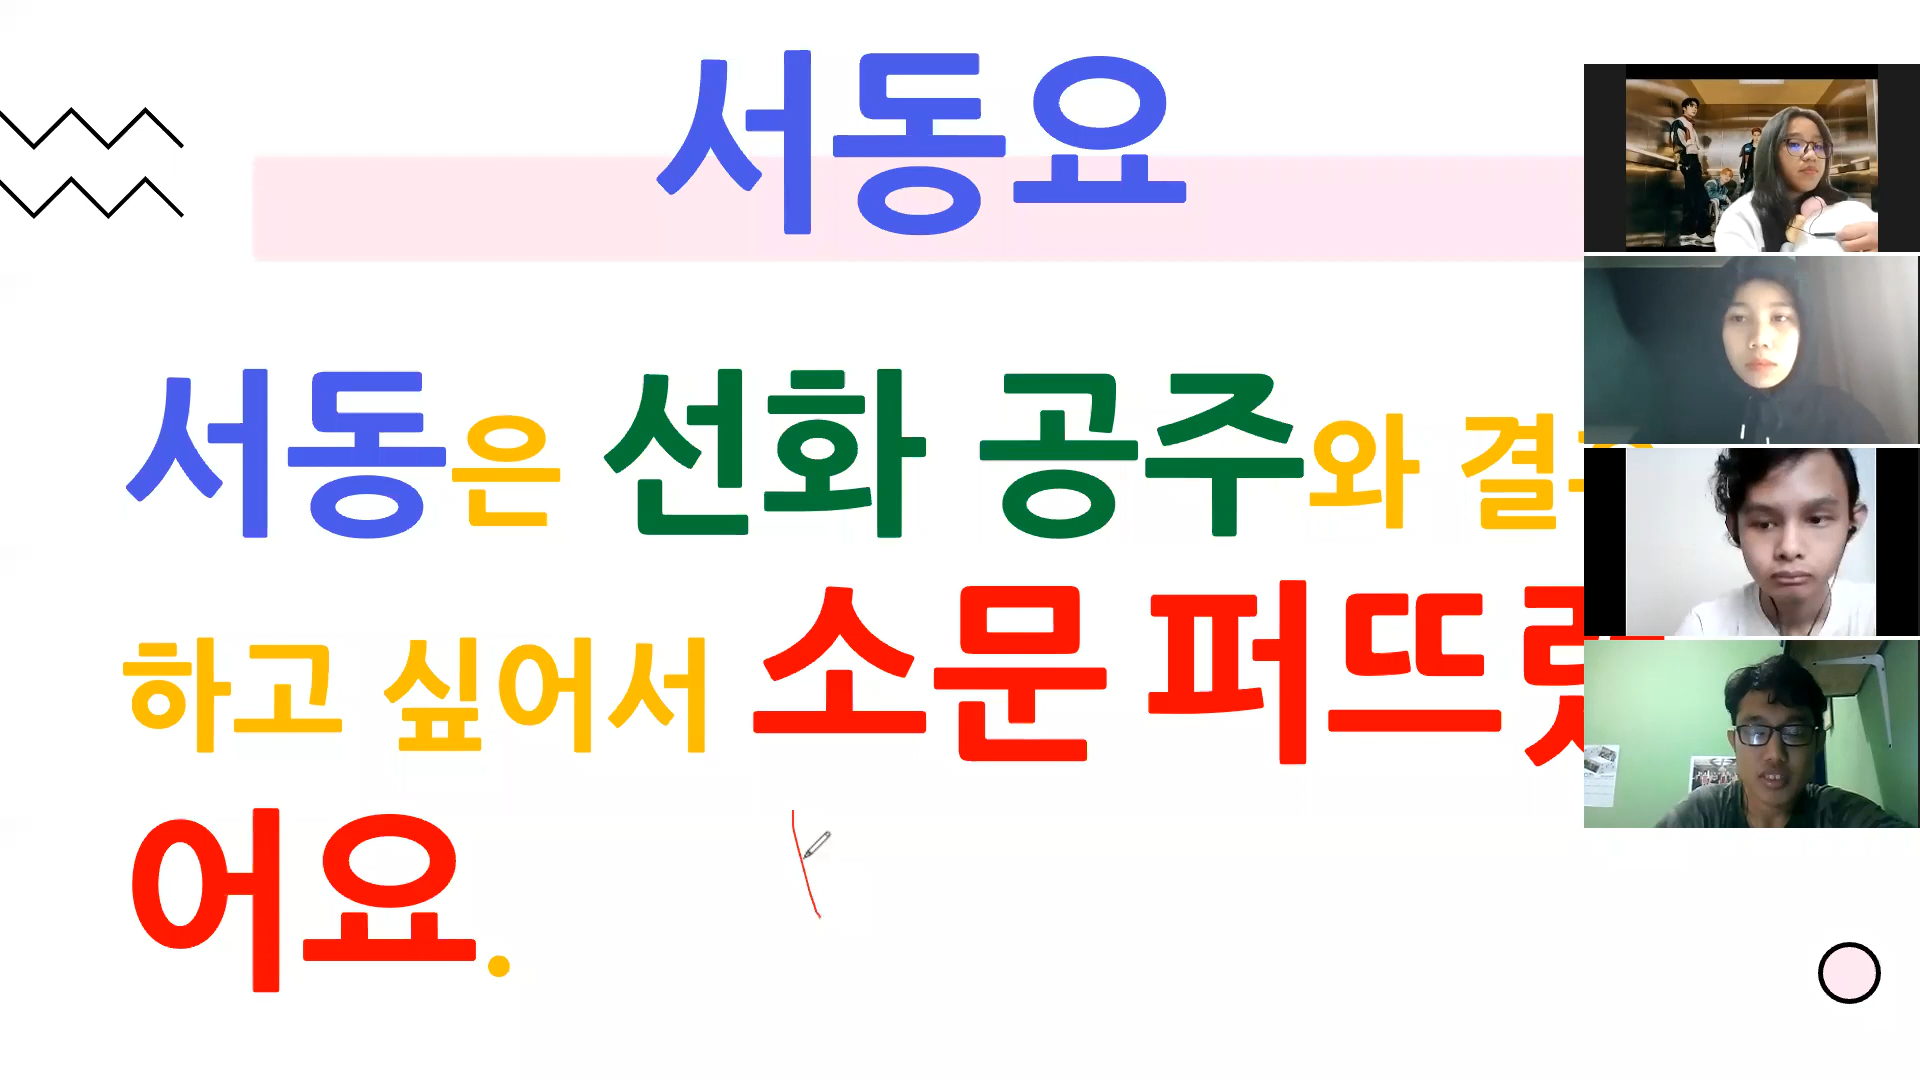 서동요
서동은 선화 공주와
하고 싶어서 소문 퍼뜨렸
어요.